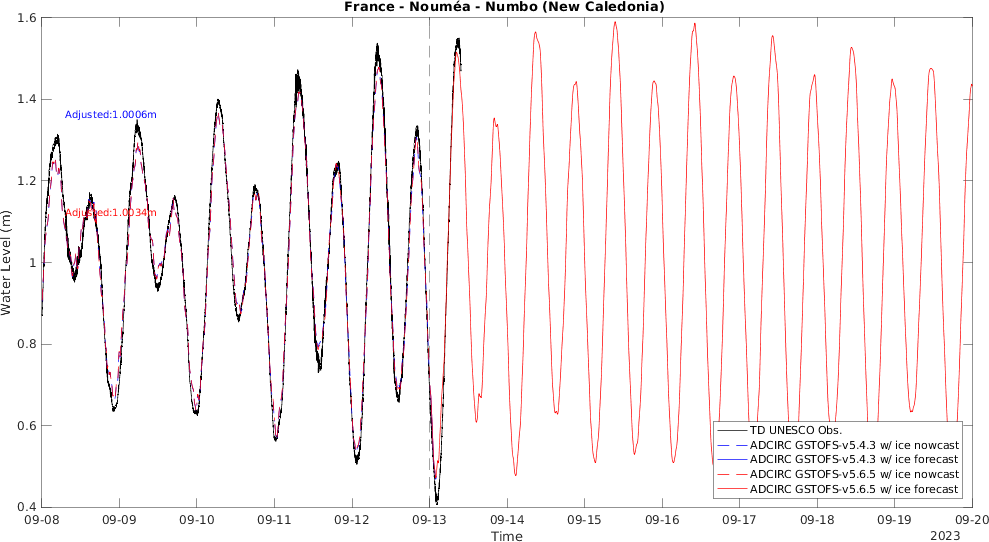 France - Nouméa - Numbo (New Caledonia)
1.6
1.4
1.2
1
0.8
0.6
0.4
Water Level (m)
Adjusted:1.0006m
Adjusted:1.0034m
TD UNESCO Obs.
ADCIRC GSTOFS-v5.4.3 w/ ice nowcast
ADCIRC GSTOFS-v5.4.3 w/ ice forecast
ADCIRC GSTOFS-v5.6.5 w/ ice nowcast
ADCIRC GSTOFS-v5.6.5 w/ ice forecast
09-08 09-09 09-10 09-11 09-12 09-13 09-14 09-15 09-16 09-17 09-18 09-19 09-20
Time
2023